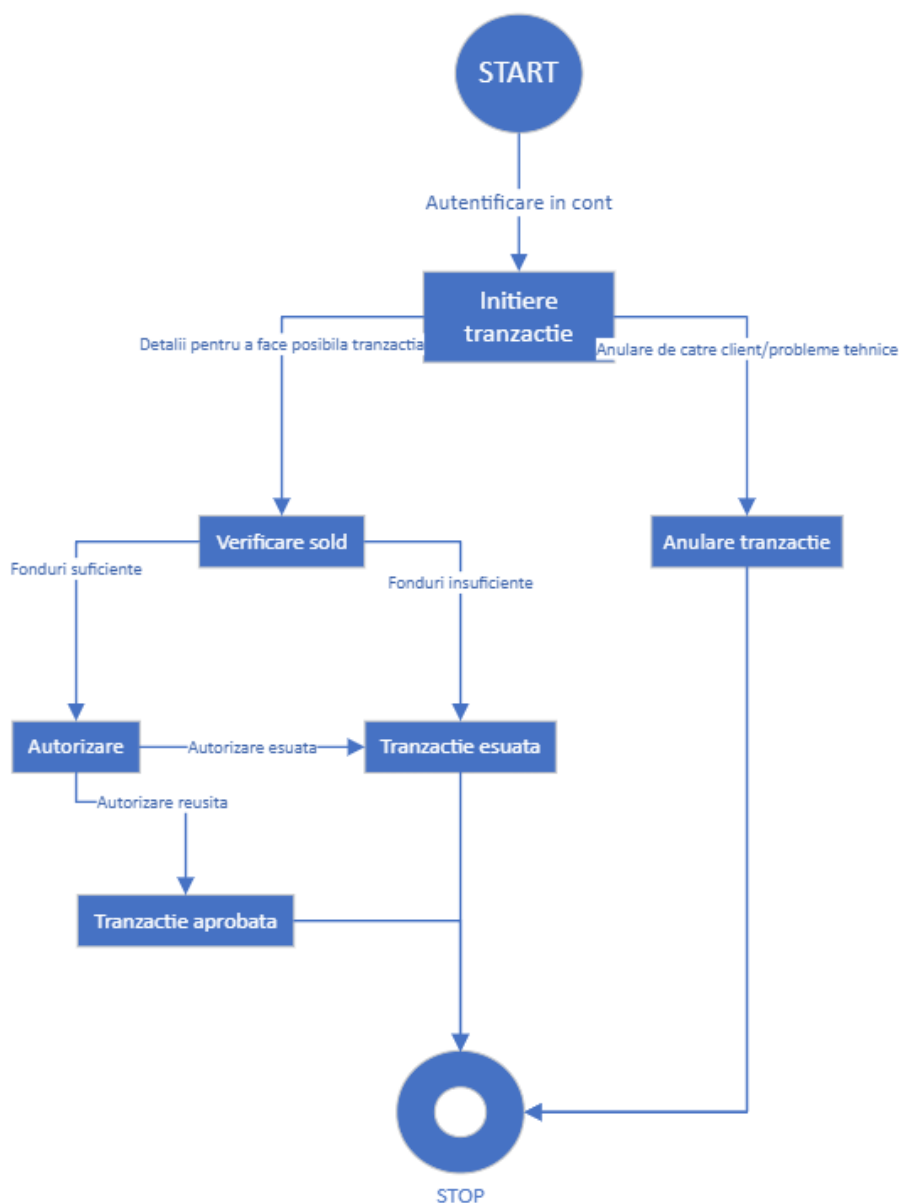 START
Autentificare in cont
Initiere
tranzactie
Detalii pentru a face posibila tranzactia
Anulare de catre client/probleme tehnice
Verificare sold
Anulare tranzactie
Fonduri suficiente
Fonduri insuficiente
Autorizare
Autorizare esuata
Tranzactie esuata
Autorizare reusita
Tranzactie aprobata
STOP